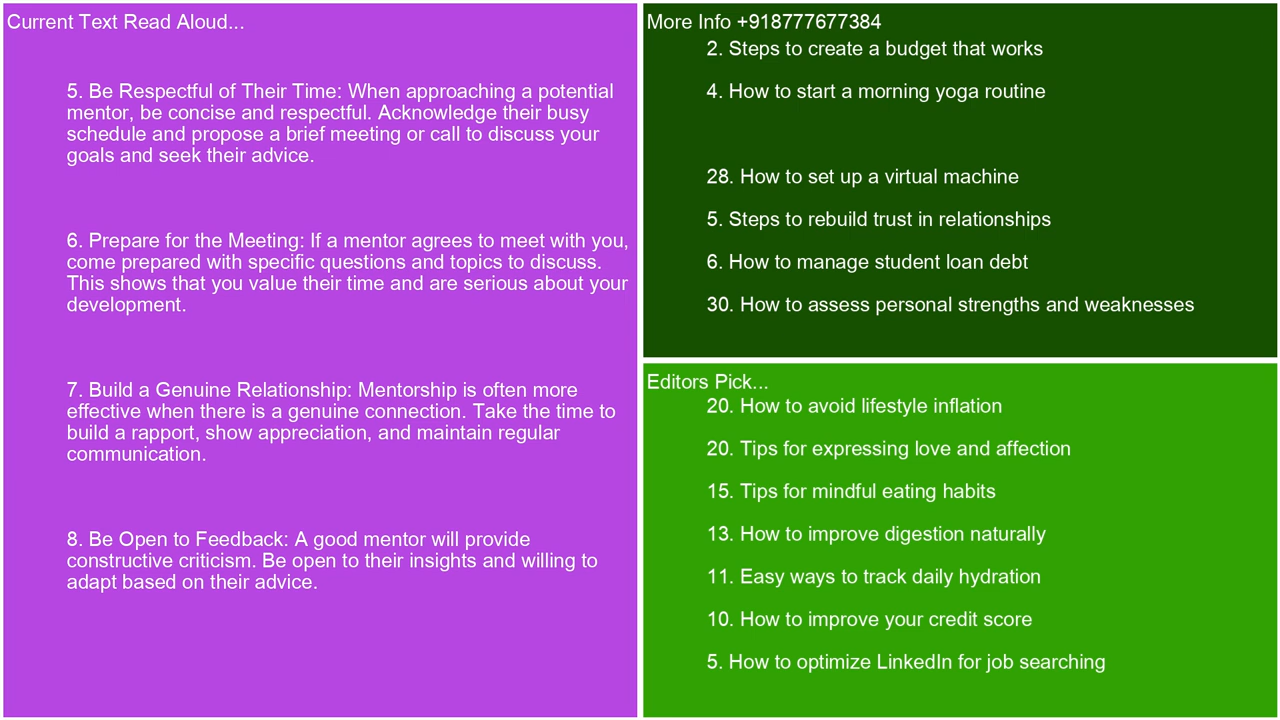 Current Text Read Aloud...
5. Be Respectful of Their Time: When approaching a potential
mentor, be concise and respectful. Acknowledge their busy
schedule and propose a brief meeting or call to discuss your
goals and seek their advice.
6. Prepare for the Meeting: If a mentor agrees to meet with you,
come prepared with specific questions and topics to discuss.
This shows that you value their time and are serious about your
development.
7. Build a Genuine Relationship: Mentorship is often more
effective when there is a genuine connection. Take the time to
build a rapport, show appreciation, and maintain regular
communication.
8. Be Open to Feedback: A good mentor will provide
constructive criticism. Be open to their insights and willing to
adapt based on their advice.
More Info +918777677384
2. Steps to create a budget that works
4. How to start a morning yoga routine
28. How to set up a virtual machine
5. Steps to rebuild trust in relationships
6. How to manage student loan debt
30. How to assess personal strengths and weaknesses
Editors Pick...
20. How to avoid lifestyle inflation
20. Tips for expressing love and affection
15. Tips for mindful eating habits
13. How to improve digestion naturally
11. Easy ways to track daily hydration
10. How to improve your credit score
5. How to optimize LinkedIn for job searching